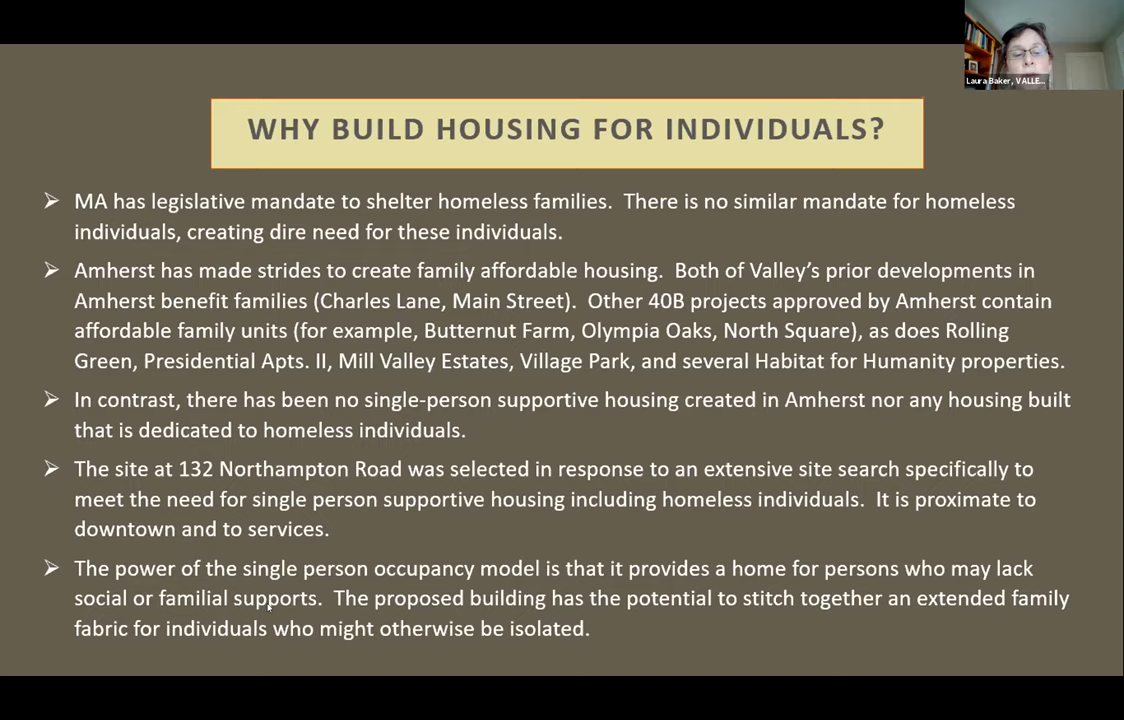 Laura Baker, VALLE...
WHY BUILD HOUSING FOR INDIVIDUALS?
MA has legislative mandate to shelter homeless families. There is no similar mandate for homeless
individuals, creating dire need for these individuals.
Amherst has made strides to create family affordable housing. Both of Valley's prior developments in
Amherst benefit families (Charles Lane, Main Street). Other 40B projects approved by Amherst contain
affordable family units (for example, Butternut Farm, Olympia Oaks, North Square), as does Rolling
Green, Presidential Apts. II, Mill Valley Estates, Village Park, and several Habitat for Humanity properties.
In contrast, there has been no single-person supportive housing created in Amherst nor any housing built
that is dedicated to homeless individuals.
The site at 132 Northampton Road was selected in response to an extensive site search specifically to
meet the need for single person supportive housing including homeless individuals. It is proximate to
downtown and to services.
The power of the single person occupancy model is that it provides a home for persons who may lack
social or familial supports. The proposed building has the potential to stitch together an extended family
fabric for individuals who might otherwise be isolated.